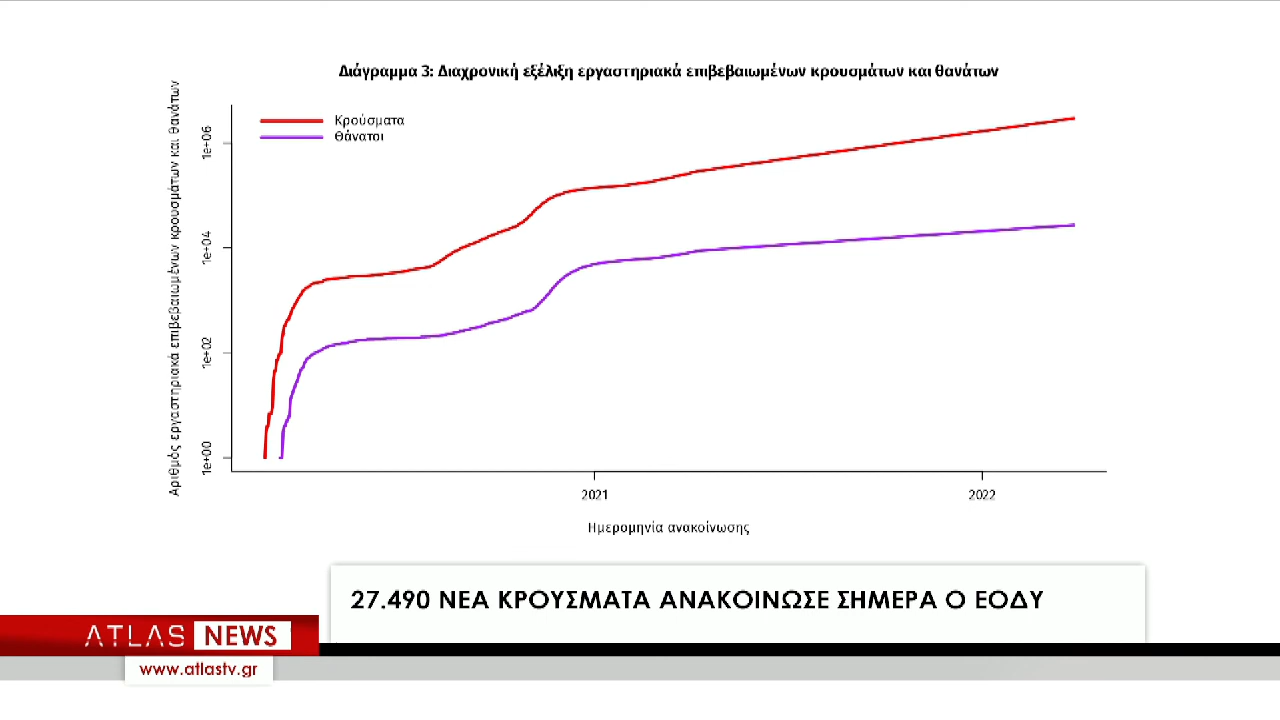 Διάγραμμα 3: Διαχρονική εξέλιξη εργαστηριακά επιβεβαιωμένων κρουσμάτων και θανάτων
Κρούσματα
Θάνατοι
Αριθμός εργαστηριακά επιβεβαιωμένων κρουσμάτων και θανάτων
1e+06
1e+04
1e+02
1e+00
2021
2022
Ημερομηνία ανακοίνωσης
27.490 ΝΕΑ ΚΡΟΥΣΜΑΤΑ ΑΝΑΚΟΙΝΩΣΕ ΣΗΜΕΡΑ Ο ΕΟΔΥ
ATLAS NEWS
www.atlastv.gr